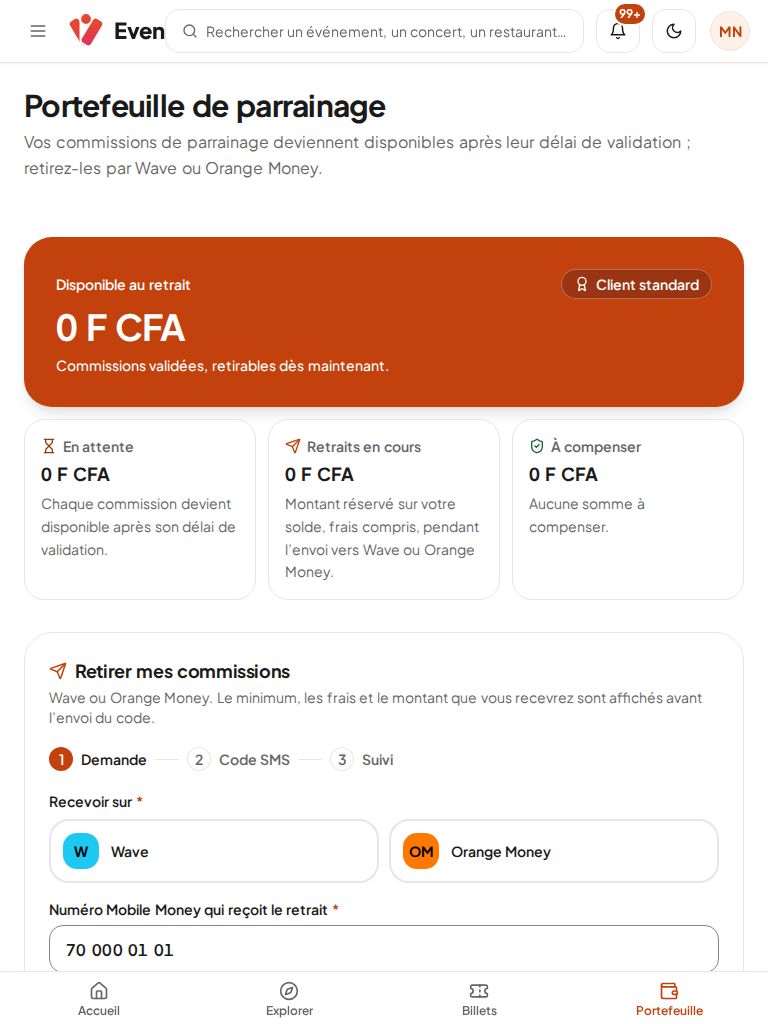 Even
Rechercher un événement, un concert, un restaurant...
99+
MN
Portefeuille de parrainage
Vos commissions de parrainage deviennent disponibles après leur délai de validation ;
retirez-les par Wave ou Orange Money.
Disponible au retrait
Client standard
0 F CFA
Commissions validées, retirables dès maintenant.
En attente
0 F CFA
Chaque commission devient
disponible après son délai de
validation.
Retraits en cours
0 F CFA
Montant réservé sur votre
solde, frais compris, pendant
l'envoi vers Wave ou Orange
Money.
À compenser
0 F CFA
Aucune somme à
compenser.
Retirer mes commissions
Wave ou Orange Money. Le minimum, les frais et le montant que vous recevrez sont affichés avant
l'envoi du code.
1 Demande
2 Code SMS
3 Suivi
Recevoir sur *
W Wave
OM Orange Money
Numéro Mobile Money qui reçoit le retrait *
70 000 01 01
Accueil
Explorer
Billets
Portefeuille